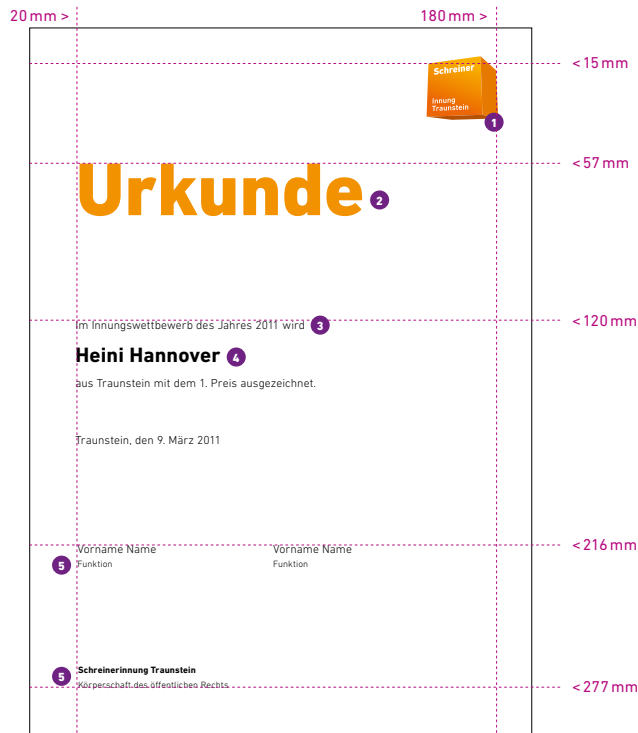 20 mm >
180 mm >
< 15 mm
Schreiner
Innung
Traunstein
1
< 57 mm
Urkunde 2
< 120 mm
Im Innungswettbewerb des Jahres 2011 wird 3
Heini Hannover 4
aus Traunstein mit dem 1. Preis ausgezeichnet.
Traunstein, den 9. März 2011
< 216 mm
Vorname Name
Vorname Name
5 Funktion
Funktion
5 Schreinerinnung Traunstein
Körperschaft des öffentlichen Rechts
< 277 mm